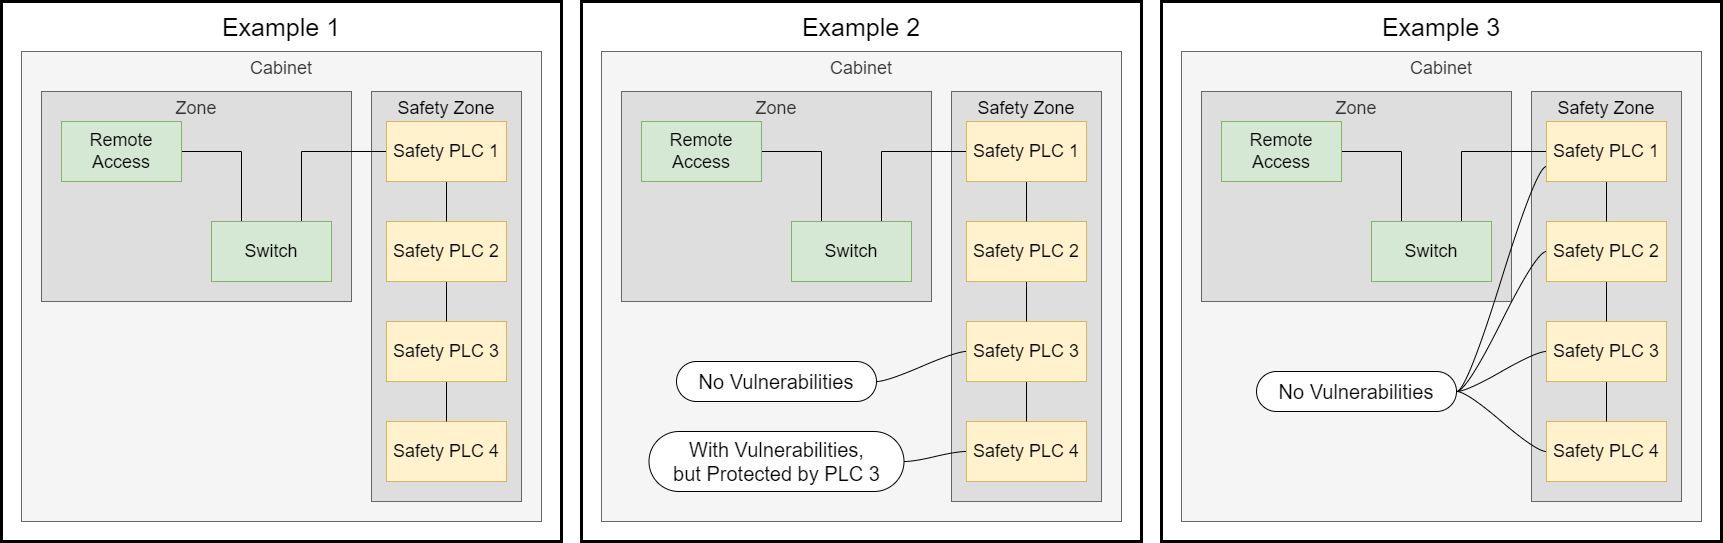 Example 1
Cabinet
Zone
Safety Zone
Remote
Access
Safety PLC 1
Switch
Safety PLC 2
Safety PLC 3
Safety PLC 4
Example 2
Cabinet
Zone
Safety Zone
Remote
Access
Safety PLC 1
Switch
Safety PLC 2
Safety PLC 3
No Vulnerabilities
With Vulnerabilities,
but Protected by PLC 3
Safety PLC 4
Example 3
Cabinet
Zone
Safety Zone
Remote
Access
Safety PLC 1
Switch
Safety PLC 2
Safety PLC 3
No Vulnerabilities
Safety PLC 4